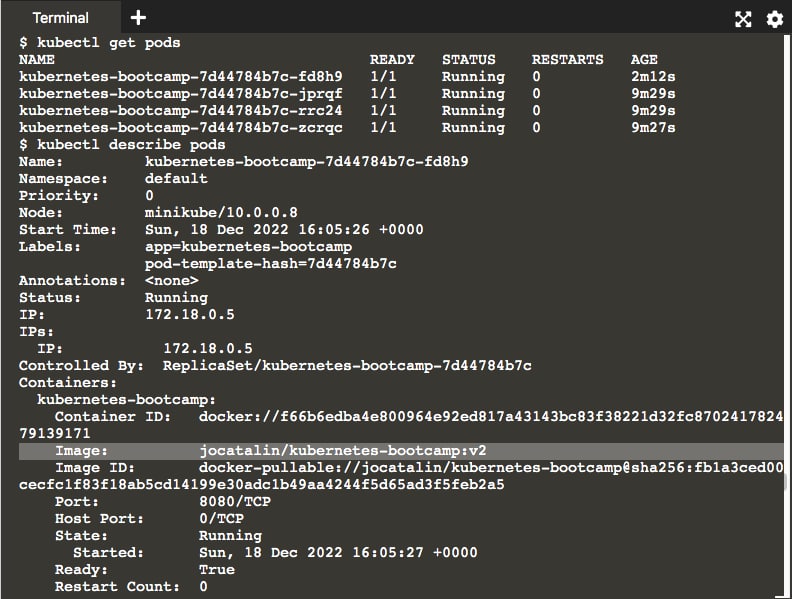 Terminal +
$ kubectl get pods
NAME READY STATUS RESTARTS AGE
kubernetes-bootcamp-7d44784b7c-fd8h9 1/1 Running 0 2m12s
kubernetes-bootcamp-7d44784b7c-jprqf 1/1 Running 0 9m29s
kubernetes-bootcamp-7d44784b7c-rrc24 1/1 Running 0 9m29s
kubernetes-bootcamp-7d44784b7c-zcrqc 1/1 Running 0 9m27s
$ kubectl describe pods
Name: kubernetes-bootcamp-7d44784b7c-fd8h9
Namespace: default
Priority: 0
Node: minikube/10.0.0.8
Start Time: Sun, 18 Dec 2022 16:05:26 +0000
Labels: app=kubernetes-bootcamp
pod-template-hash=7d44784b7c
Annotations: <none>
Status: Running
IP: 172.18.0.5
IPs:
IP: 172.18.0.5
Controlled By: ReplicaSet/kubernetes-bootcamp-7d44784b7c
Containers:
kubernetes-bootcamp:
Container ID: docker://f66b6edba4e800964e92ed817a43143bc83f38221d32fc8702417824
79139171
Image: jocatalin/kubernetes-bootcamp:v2
Image ID: docker-pullable://jocatalin/kubernetes-bootcamp@sha256:fb1a3ced00
cecfc1f83f18ab5cd14199e30adc1b49aa4244f5d65ad3f5feb2a5
Port: 8080/TCP
Host Port: 0/TCP
State: Running
Started: Sun, 18 Dec 2022 16:05:27 +0000
Ready: True
Restart Count: 0